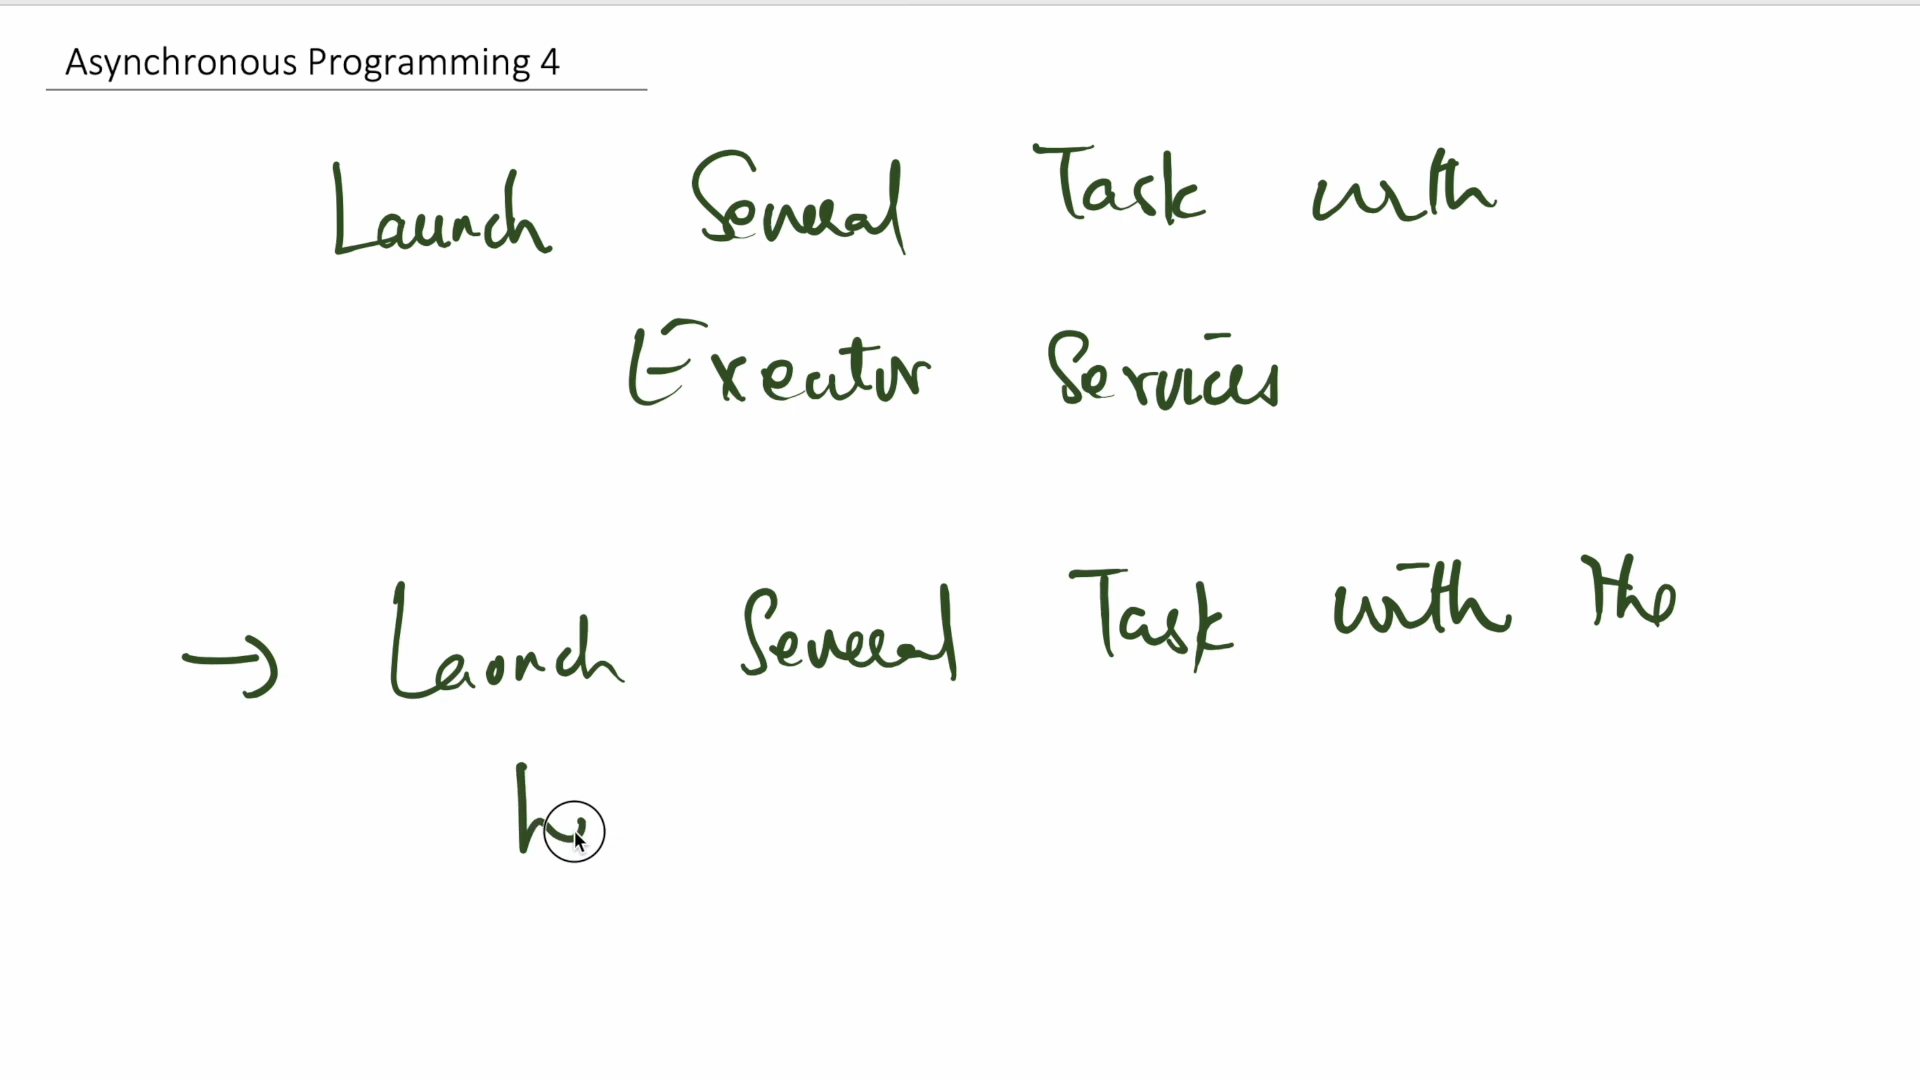 Asynchronous Programming 4
Launch Several Task with
Executor Services
→ Launch Several Task with the